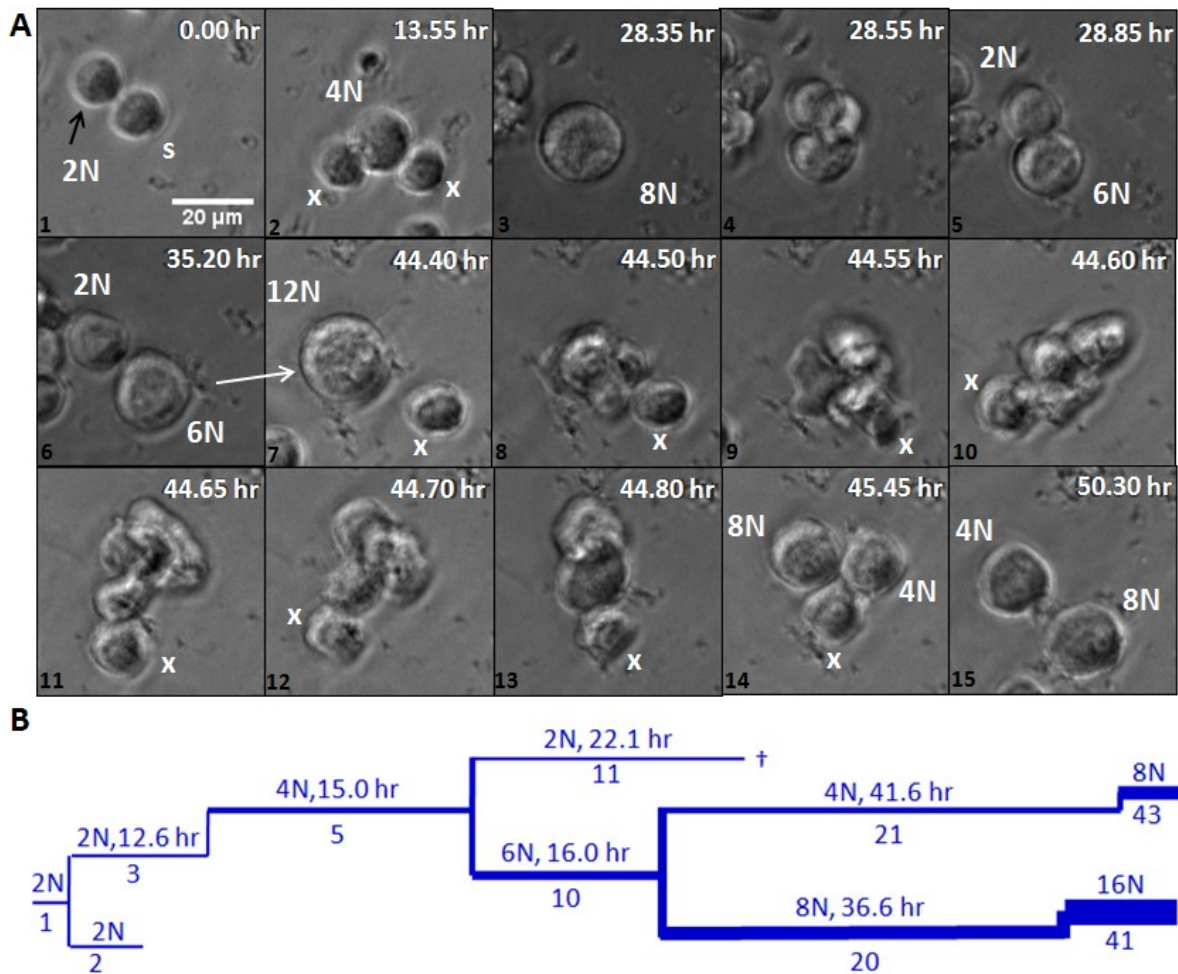 A
0.00 hr
2N
s
20 µm
1
13.55 hr
4N
x
x
2
28.35 hr
8N
3
28.55 hr
4
28.85 hr
2N
6N
5
35.20 hr
2N
6N
6
44.40 hr
12N
x
7
44.50 hr
x
8
44.55 hr
x
9
44.60 hr
x
10
44.65 hr
x
11
44.70 hr
x
12
44.80 hr
x
13
45.45 hr
8N
4N
x
14
50.30 hr
4N
8N
15
B
2N, 22.1 hr
†
11
8N
4N,15.0 hr
4N, 41.6 hr
43
5
21
2N,12.6 hr
6N, 16.0 hr
3
16N
2N
10
8N, 36.6 hr
1
2N
41
2
20